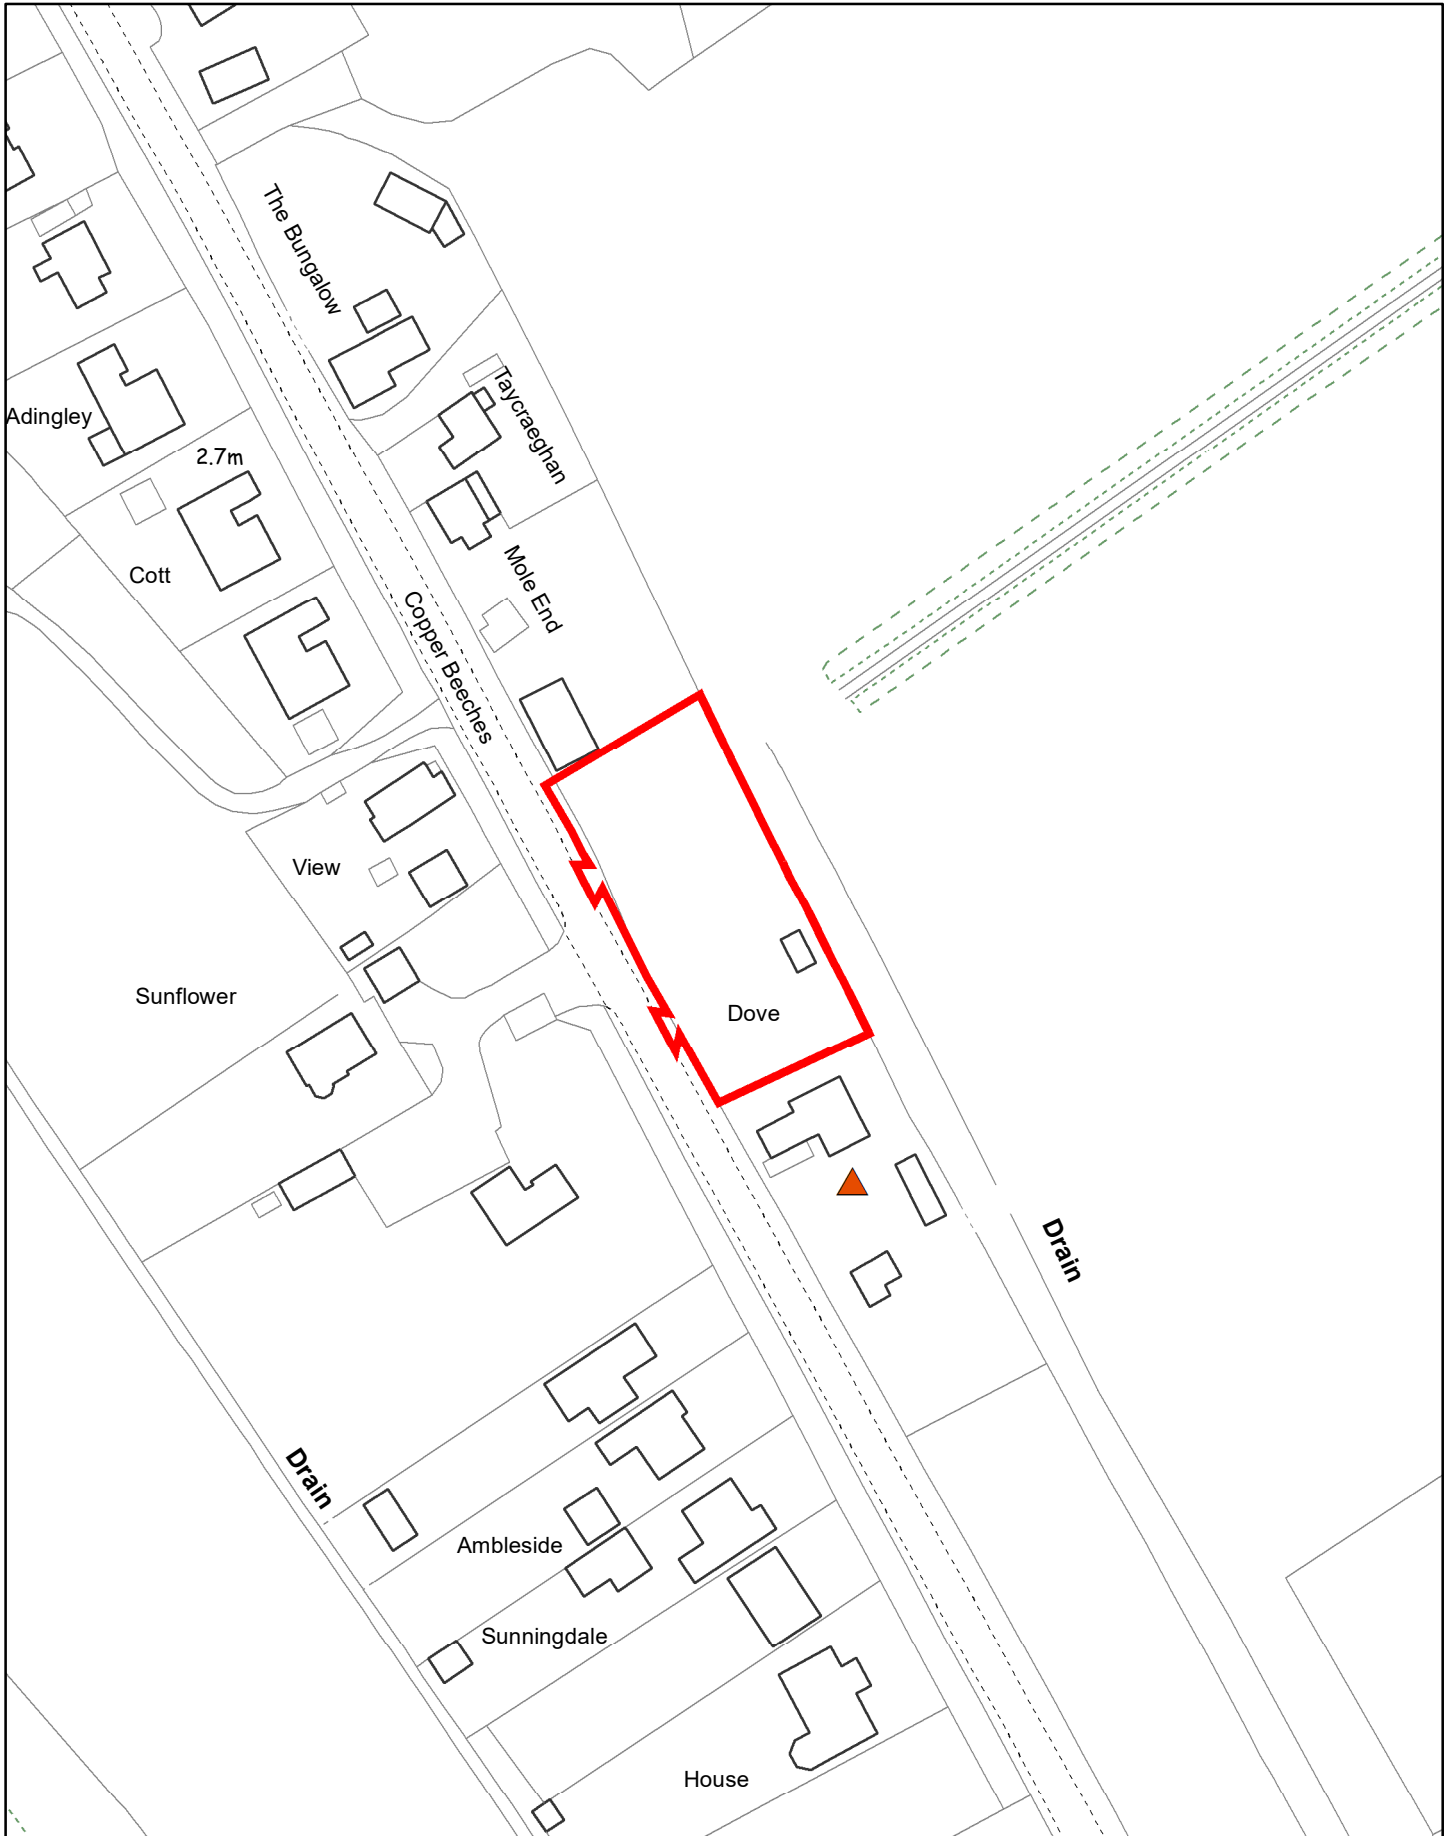 The Bungalow
Taycraeghan
Adingley
2.7m
Cott
Mole End
Copper Beeches
View
Sunflower
Dove
Drain
Drain
Ambleside
Sunningdale
House